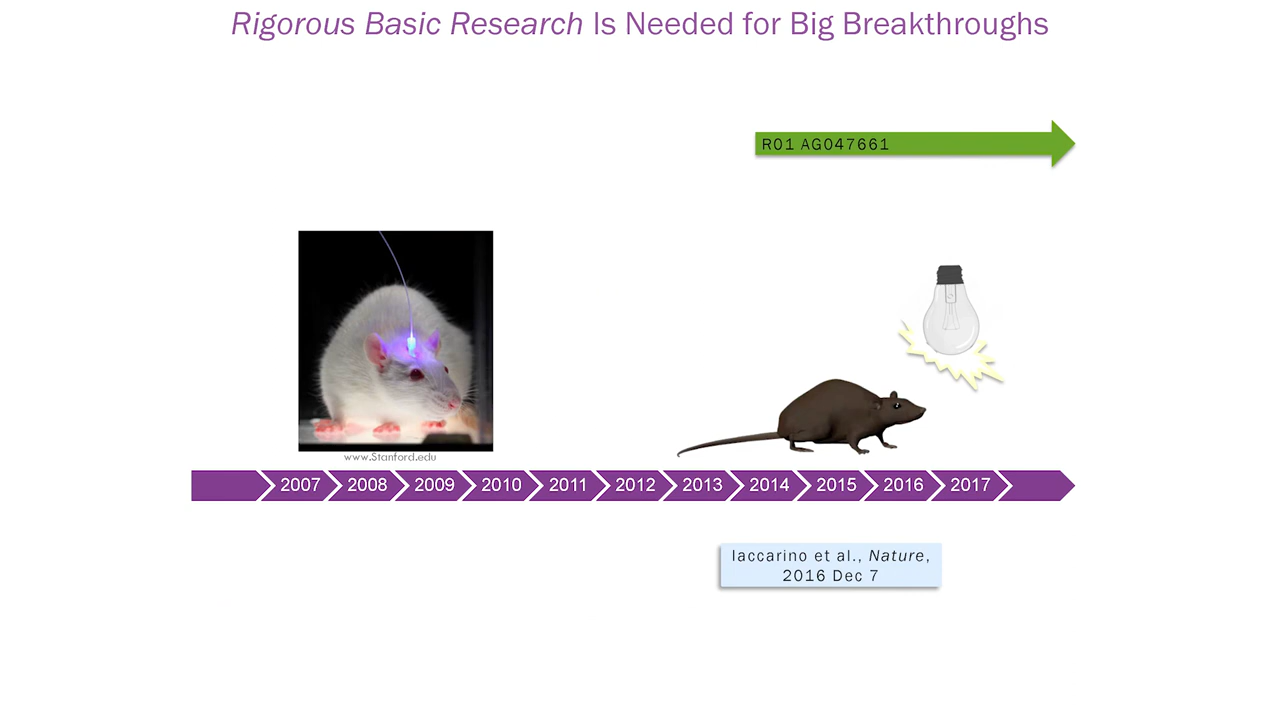 Rigorous Basic Research Is Needed for Big Breakthroughs
R01 AG047661
www.Stanford.edu
2007 2008 2009 2010 2011 2012 2013 2014 2015 2016 2017
Iaccarino et al., Nature,
2016 Dec 7